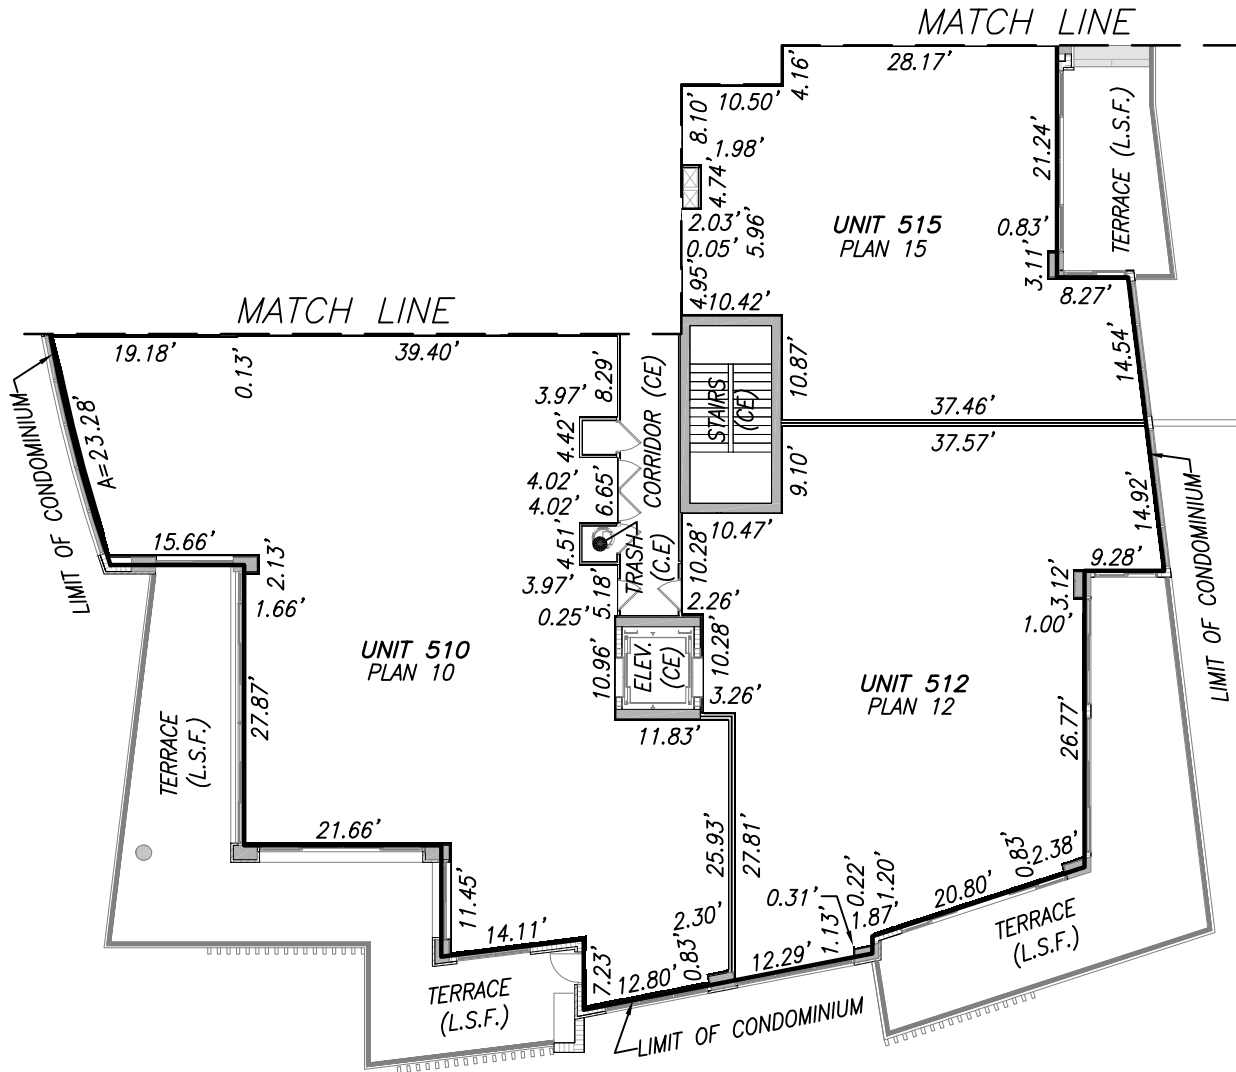 MATCH LINE
28.17'
4.16'
10.50'
8.10'
1.98'
4.74'
2.03'
0.05'
5.96'
4.95'
10.42'
UNIT 515
PLAN 15
21.24'
0.83'
3.11'
8.27'
TERRACE (L.S.F.)
14.54'
MATCH LINE
19.18'
0.13'
39.40'
8.29'
3.97'
4.42'
4.02'
4.02'
6.65'
4.51'
3.97'
0.25'
5.18'
CORRIDOR (CE)
TRASH
(C.E)
STAIRS
(CE)
10.87'
9.10'
37.46'
37.57'
10.47'
10.28'
2.26'
10.28'
3.26'
ELEV.
(CE)
10.96'
11.83'
LIMIT OF CONDOMINIUM
A=23.28'
15.66'
2.13'
1.66'
UNIT 510
PLAN 10
27.87'
TERRACE
(L.S.F.)
21.66'
11.45'
14.11'
7.23'
12.80'
0.83'
2.30'
25.93'
27.81'
UNIT 512
PLAN 12
14.92'
9.28'
3.12'
1.00'
26.77'
LIMIT OF CONDOMINIUM
2.38'
0.83'
20.80'
1.87'
1.20'
0.22'
0.31'
1.13'
12.29'
TERRACE
(L.S.F.)
TERRACE
(L.S.F.)
LIMIT OF CONDOMINIUM